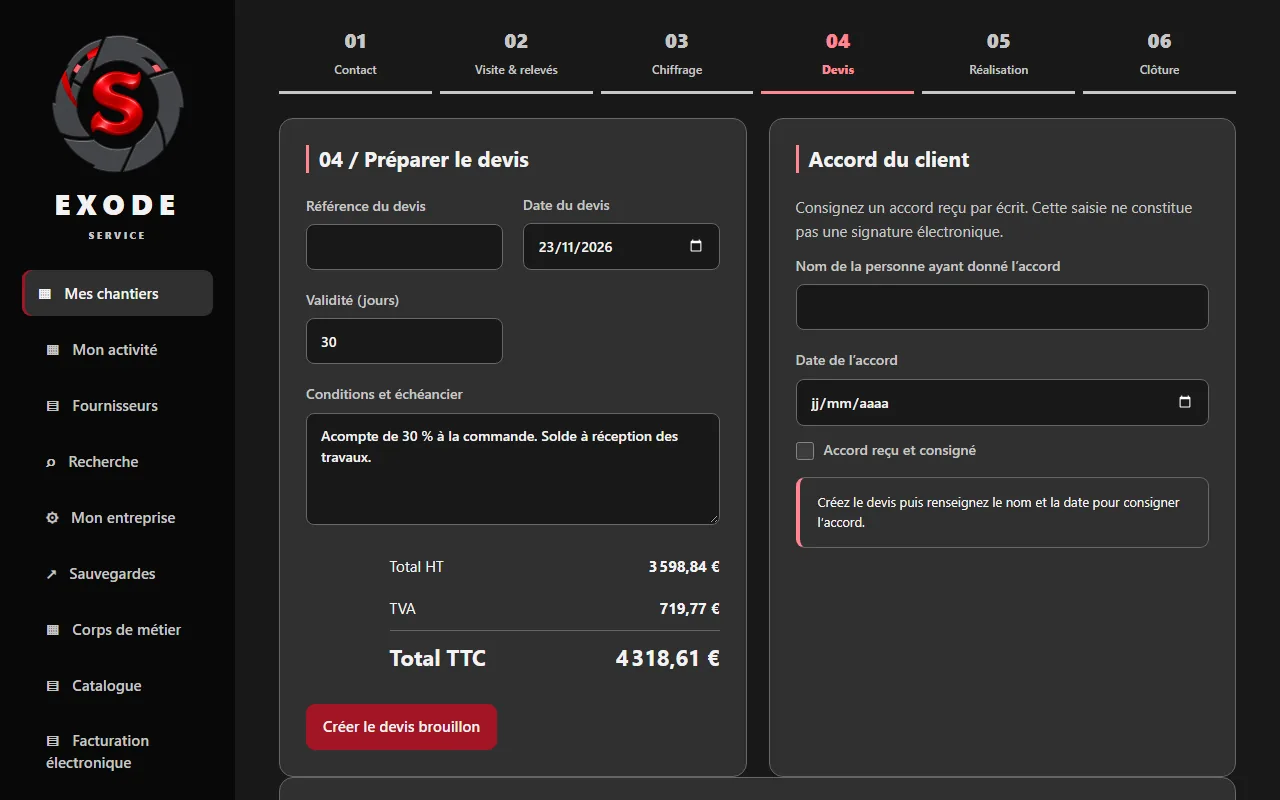 S
EXODE
SERVICE
Mes chantiers
Mon activité
Fournisseurs
Recherche
Mon entreprise
Sauvegardes
Corps de métier
Catalogue
Facturation
électronique
01
Contact
02
Visite & relevés
03
Chiffrage
04
Devis
05
Réalisation
06
Clôture
04 / Préparer le devis
Référence du devis
Date du devis
23/11/2026
Validité (jours)
30
Conditions et échéancier
Acompte de 30 % à la commande. Solde à réception des
travaux.
Total HT 3 598,84 €
TVA 719,77 €
Total TTC 4 318,61 €
Créer le devis brouillon
Accord du client
Consignez un accord reçu par écrit. Cette saisie ne constitue
pas une signature électronique.
Nom de la personne ayant donné l’accord
Date de l’accord
jj/mm/aaaa
Accord reçu et consigné
Créez le devis puis renseignez le nom et la date pour consigner
l’accord.